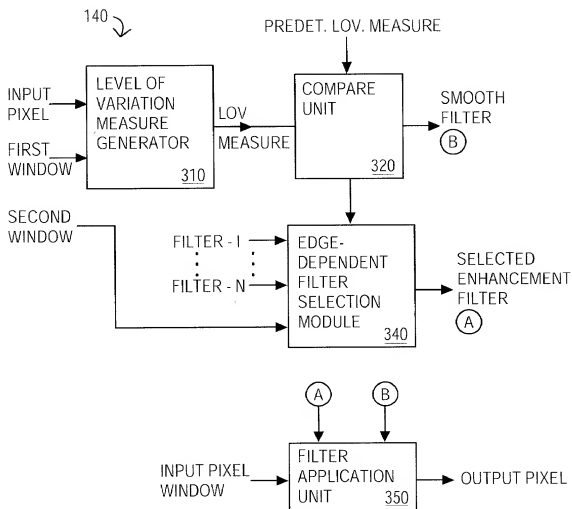 140
PREDET. LOV. MEASURE
INPUT
PIXEL
FIRST
WINDOW
LEVEL OF
VARIATION
MEASURE
GENERATOR
310
LOV
MEASURE
COMPARE
UNIT
320
SMOOTH
FILTER
B
SECOND
WINDOW
FILTER - I
FILTER - N
EDGE-
DEPENDENT
FILTER
SELECTION
MODULE
340
SELECTED
ENHANCEMENT
FILTER
A
A
B
INPUT PIXEL
WINDOW
FILTER
APPLICATION
UNIT
350
OUTPUT PIXEL